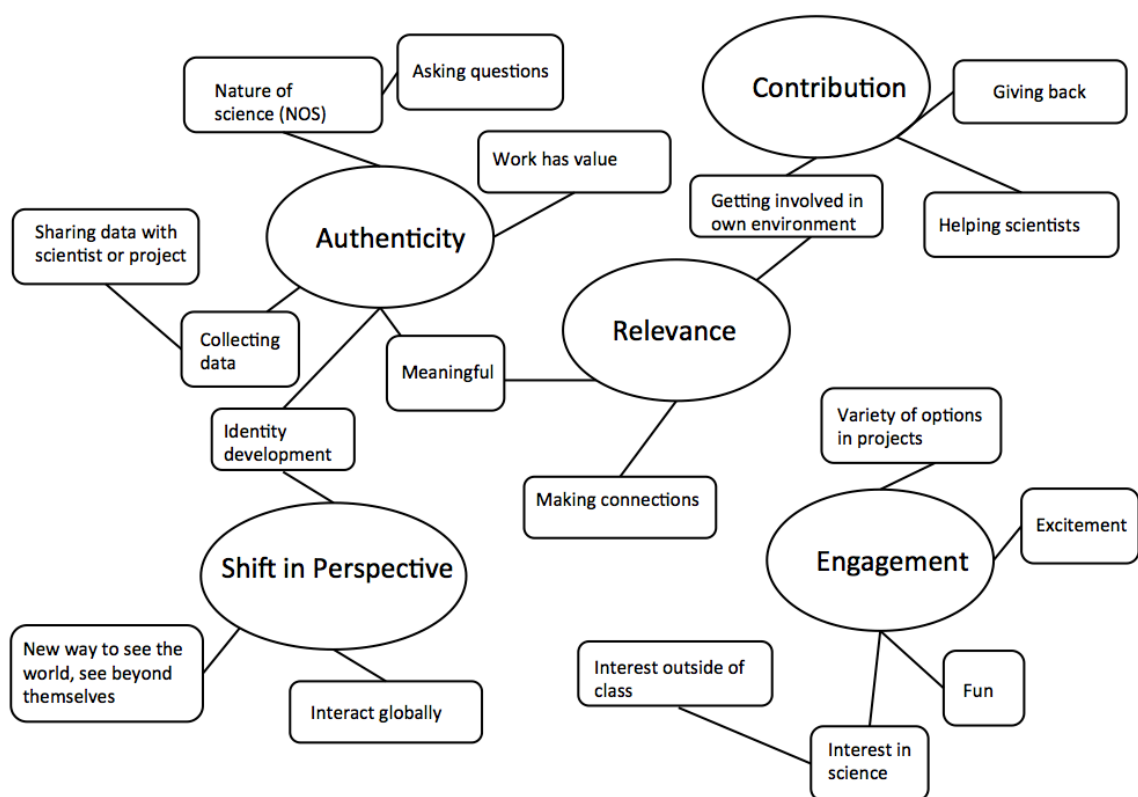 Asking questions
Nature of
science (NOS)
Contribution
Giving back
Work has value
Getting involved in
own environment
Helping scientists
Sharing data with
scientist or project
Authenticity
Collecting
data
Meaningful
Relevance
Identity
development
Variety of options
in projects
Making connections
Excitement
Shift in Perspective
Engagement
New way to see the
world, see beyond
themselves
Interact globally
Interest outside of
class
Fun
Interest in
science